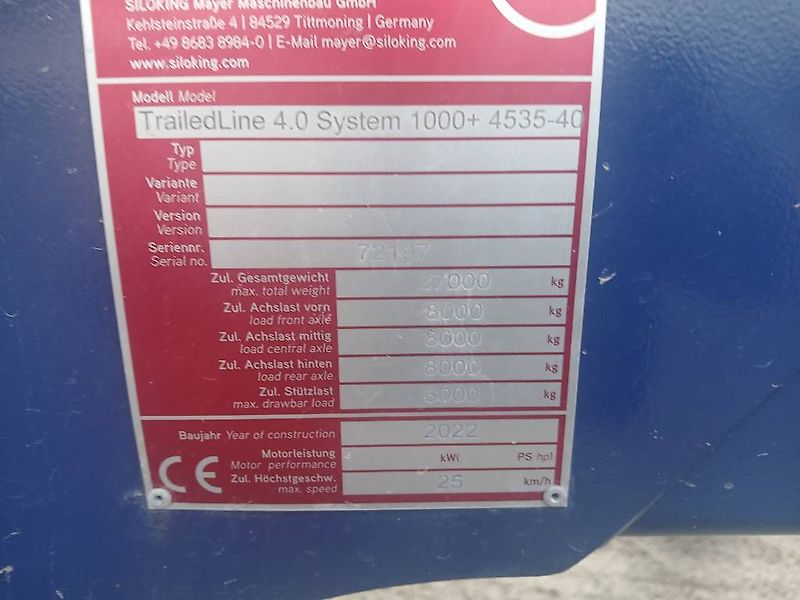 SILOKING Mayer Maschinenbau GmbH
Kehlsteinstraße 4 | 84529 Tittmoning | Germany
Tel. +49 8683 8984-0 | E-Mail mayer@siloking.com
www.siloking.com
Modell Model
TrailedLine 4.0 System 1000+ 4535-40
Typ
Type
Variante
Variant
Version
Version
Seriennr. 72197
Serial no.
Zul. Gesamtgewicht 27000 kg
max. total weight
Zul. Achslast vorn 8000 kg
load front axle
Zul. Achslast mittig 8000 kg
load central axle
Zul. Achslast hinten 8000 kg
load rear axle
Zul. Stützlast 3000 kg
max. drawbar load
Baujahr Year of construction 2022
Motorleistung kW( PS hp)
Motor performance
Zul. Höchstgeschw. 25 km/h
max. speed
CE